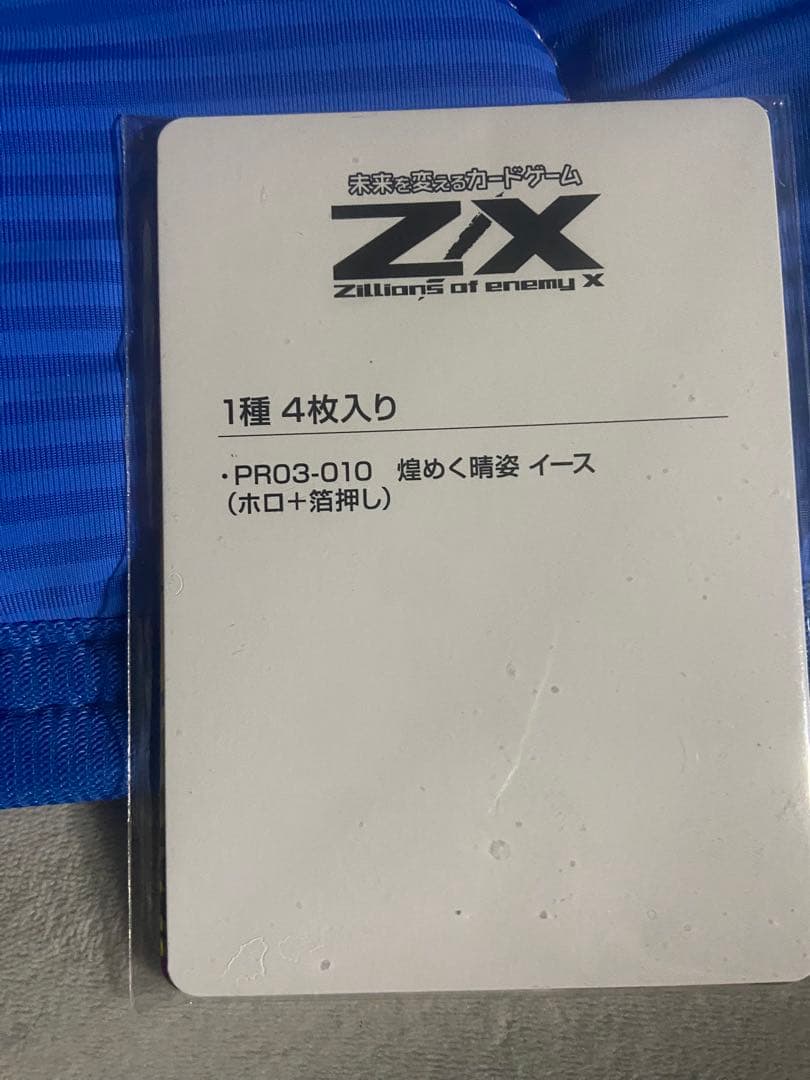 未来を変えるカードゲーム
Z/X
Zillions of enemy X
1種 4枚入り
・PR03-010　煌めく晴姿 イース
（ホロ＋箔押し）